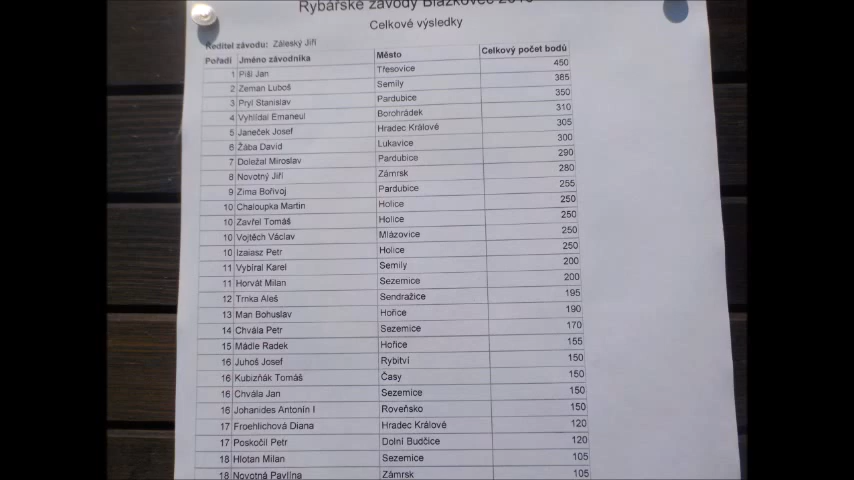 Rybářské závody Blažkovec
Celkové výsledky
Ředitel závodu: Záleský Jiří
Pořadí Jméno závodníka Město Celkový počet bodů
1 Pišl Jan Třesovice 450
2 Zeman Luboš Semily 385
3 Pryl Stanislav Pardubice 350
4 Vyhlídal Emaneul Borohrádek 310
5 Janeček Josef Hradec Králové 305
6 Žába David Lukavice 300
7 Doležal Miroslav Pardubice 290
8 Novotný Jiří Zámrsk 280
9 Zima Bořivoj Pardubice 255
10 Chaloupka Martin Holice 250
10 Zavřel Tomáš Holice 250
10 Vojtěch Václav Mlázovice 250
10 Izaiasz Petr Holice 250
11 Vybíral Karel Semily 200
11 Horvát Milan Sezemice 200
12 Trnka Aleš Sendražice 195
13 Man Bohuslav Hořice 190
14 Chvála Petr Sezemice 170
15 Mádle Radek Hořice 155
16 Juhoš Josef Rybitví 150
16 Kubizňák Tomáš Časy 150
16 Chvála Jan Sezemice 150
16 Johanides Antonín I Roveňsko 150
17 Froehlichová Diana Hradec Králové 120
17 Poskočil Petr Dolní Budčice 120
18 Hlotan Milan Sezemice 105
18 Novotná Pavlína Zámrsk 105